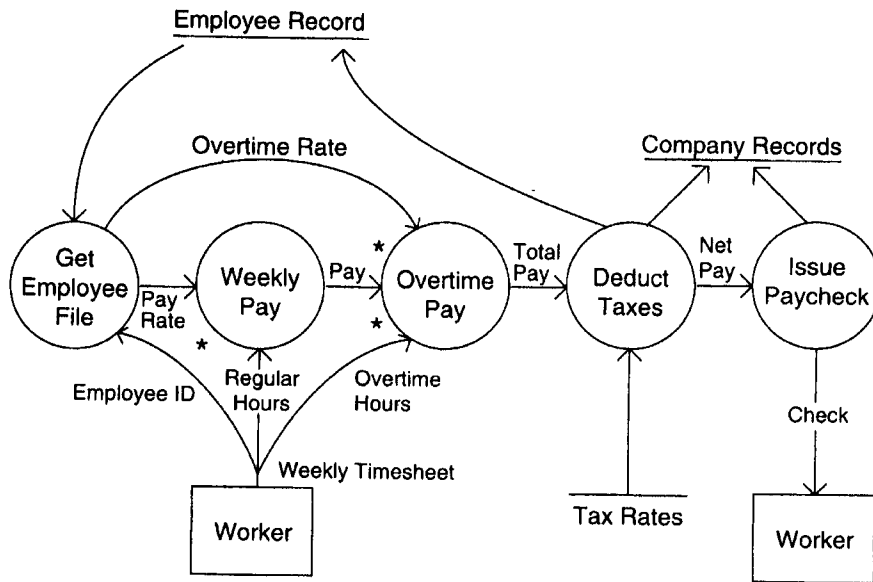 Employee Record
Overtime Rate
Company Records
Get
Employee
File
Pay
Rate
Weekly
Pay
Pay
*
*
*
Overtime
Pay
Total
Pay
Deduct
Taxes
Net
Pay
Issue
Paycheck
Employee ID
Regular
Hours
Overtime
Hours
Check
Weekly Timesheet
Worker
Tax Rates
Worker